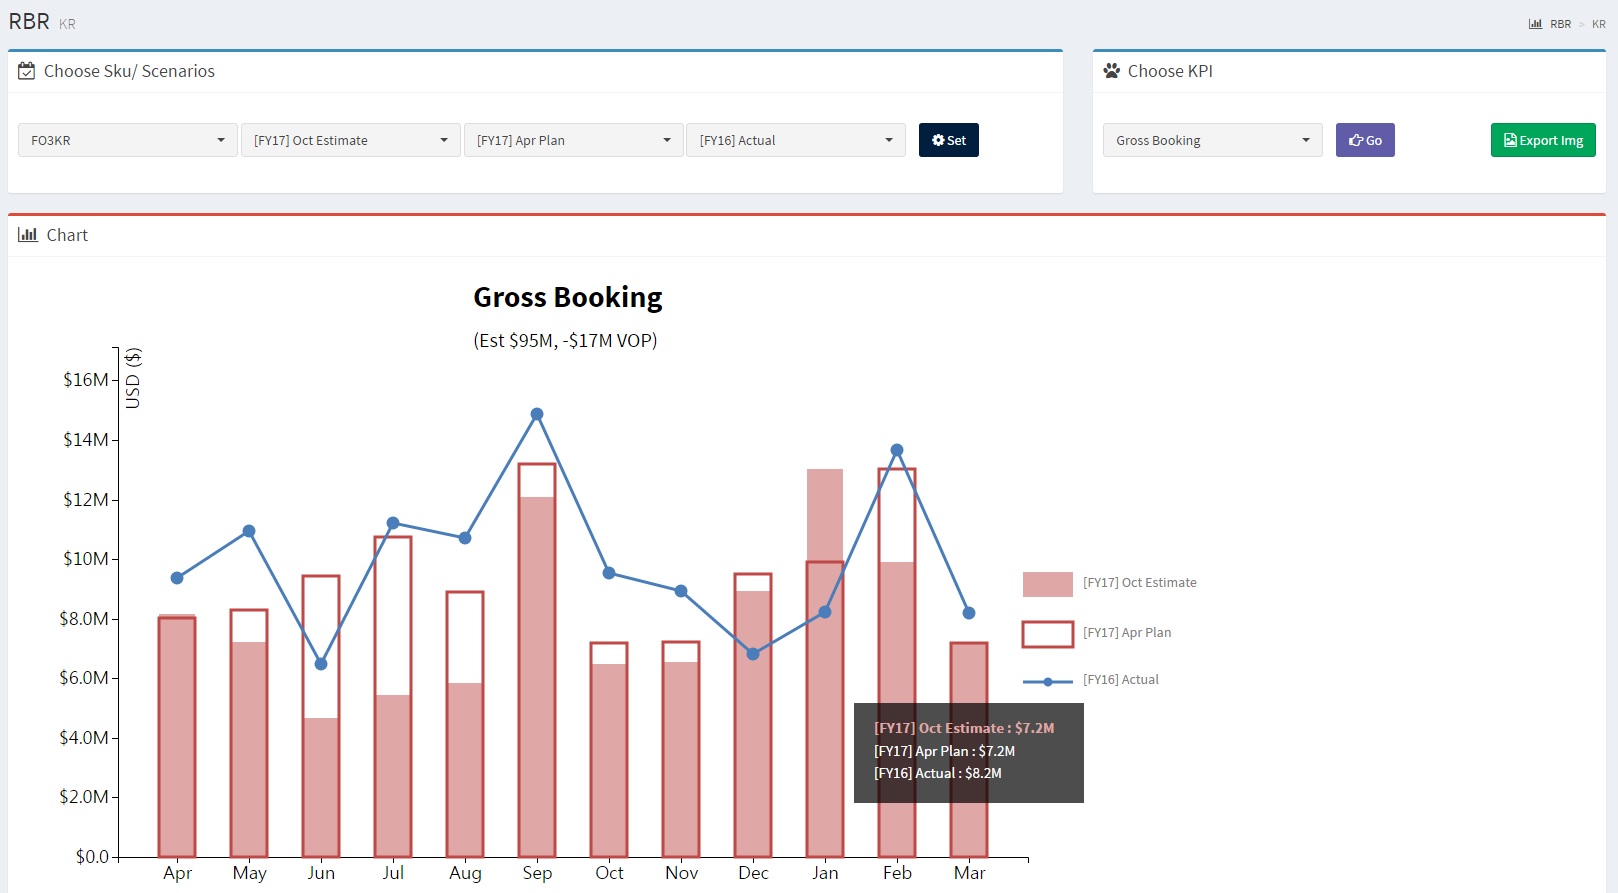 RBR KR
RBR > KR
Choose Sku/ Scenarios
Choose KPI
FO3KR
[FY17] Oct Estimate
[FY17] Apr Plan
[FY16] Actual
Set
Gross Booking
Go
Export Img
Chart
Gross Booking
(Est $95M, -$17M VOP)
USD ($)
$16M
$14M
$12M
$10M
$8.0M
$6.0M
$4.0M
$2.0M
$0.0
[FY17] Oct Estimate
[FY17] Apr Plan
[FY16] Actual
[FY17] Oct Estimate : $7.2M
[FY17] Apr Plan : $7.2M
[FY16] Actual : $8.2M
Apr May Jun Jul Aug Sep Oct Nov Dec Jan Feb Mar